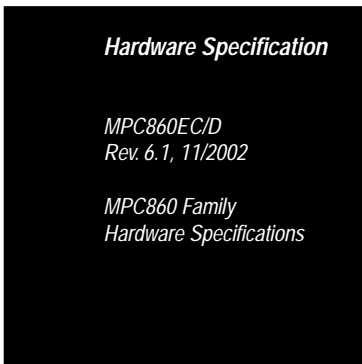 Hardware Specification
MPC860EC/D
Rev. 6.1, 11/2002
MPC860 Family
Hardware Specifications